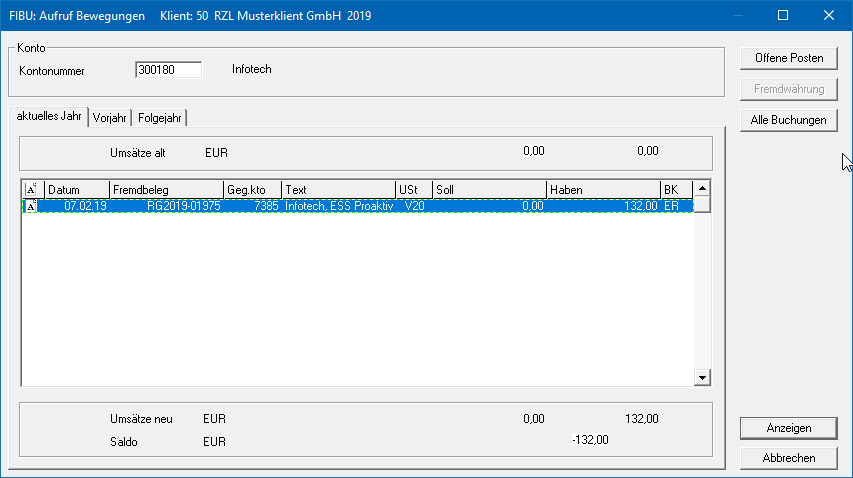 FIBU: Aufruf Bewegungen Klient: 50 RZL Musterklient GmbH 2019
Konto
Kontonummer 300180 Infotech
Offene Posten
Fremdwährung
Alle Buchungen
aktuelles Jahr Vorjahr Folgejahr
Umsätze alt EUR 0,00 0,00
A Datum Fremdbeleg Geg.kto Text USt Soll Haben BK
A 07.02.19 RG2019-01975 7385 Infotech, ESS Proaktiv V20 0,00 132,00 ER
Umsätze neu EUR 0,00 132,00
Saldo EUR -132,00
Anzeigen
Abbrechen